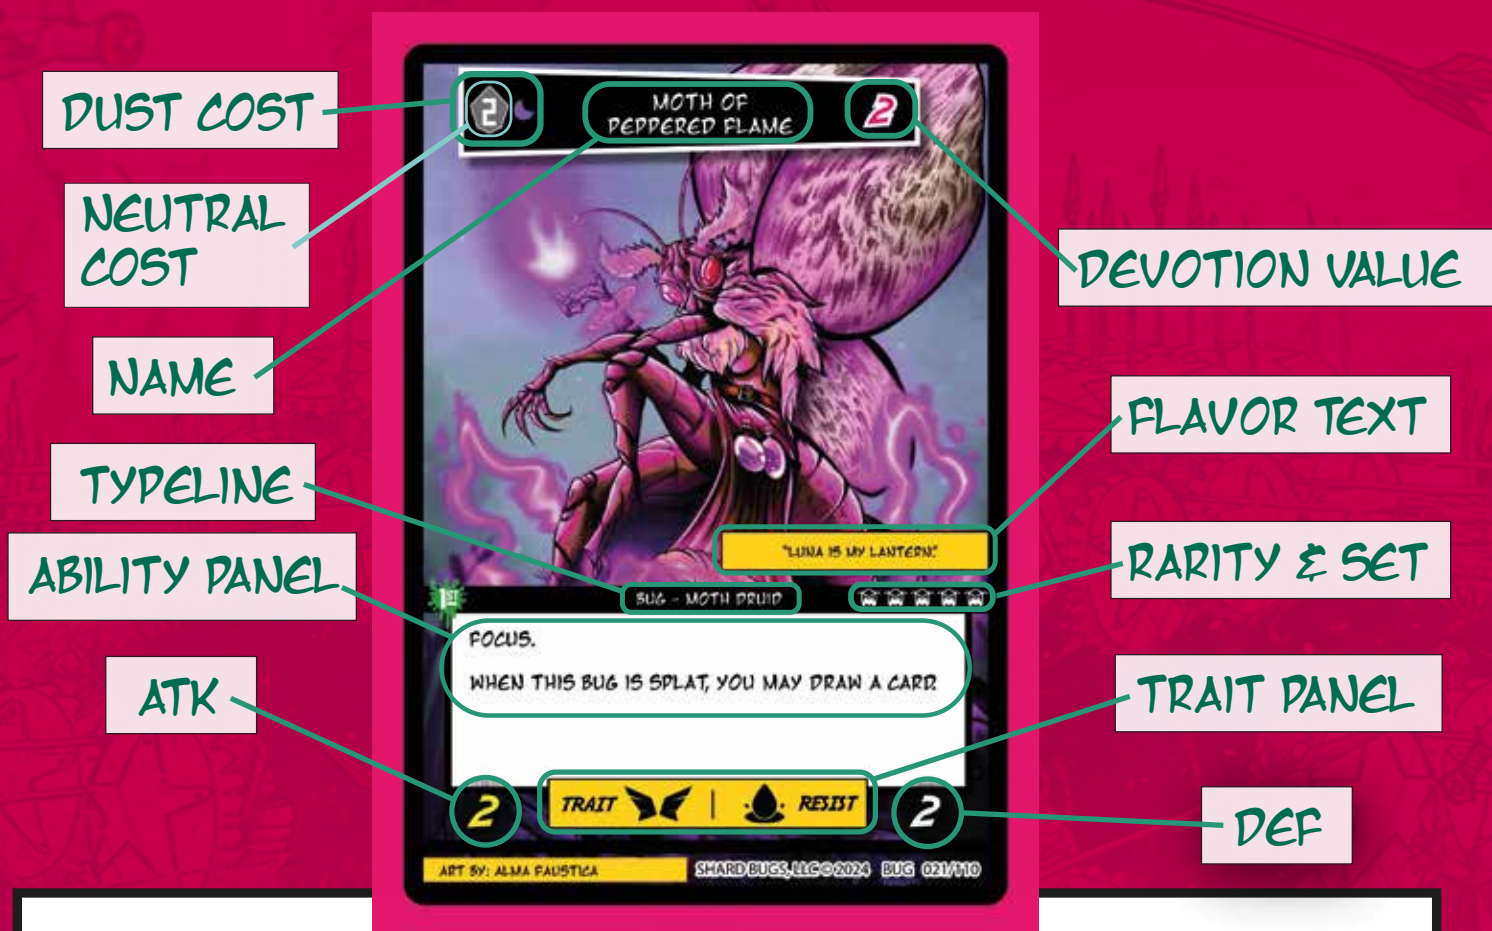 DUST COST
NEUTRAL
COST
NAME
TYPELINE
ABILITY PANEL
ATK
2
MOTH OF
PEPPERED FLAME
2
"LUNA IS MY LANTERN."
1ST
BUG - MOTH DRUID
FOCUS.
WHEN THIS BUG IS SPLAT, YOU MAY DRAW A CARD.
2
TRAIT | RESIST
2
ART BY: ALMA FAUSTICA
SHARD BUGS, LLC © 2024 BUG 021/110
DEVOTION VALUE
FLAVOR TEXT
RARITY & SET
TRAIT PANEL
DEF